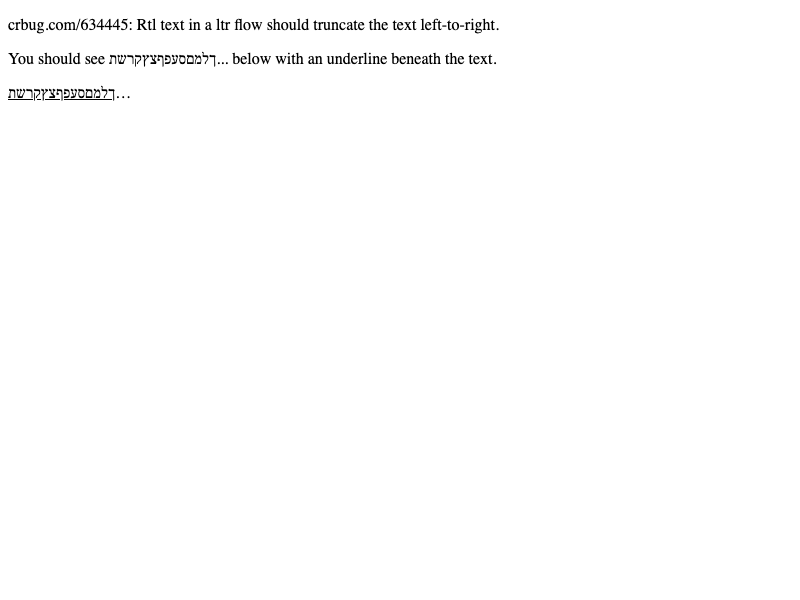 crbug.com/634445: Rtl text in a ltr flow should truncate the text left-to-right.
You should see ךלמםסעפףצץקרשת... below with an underline beneath the text.
ךלמםסעפףצץקרשת…